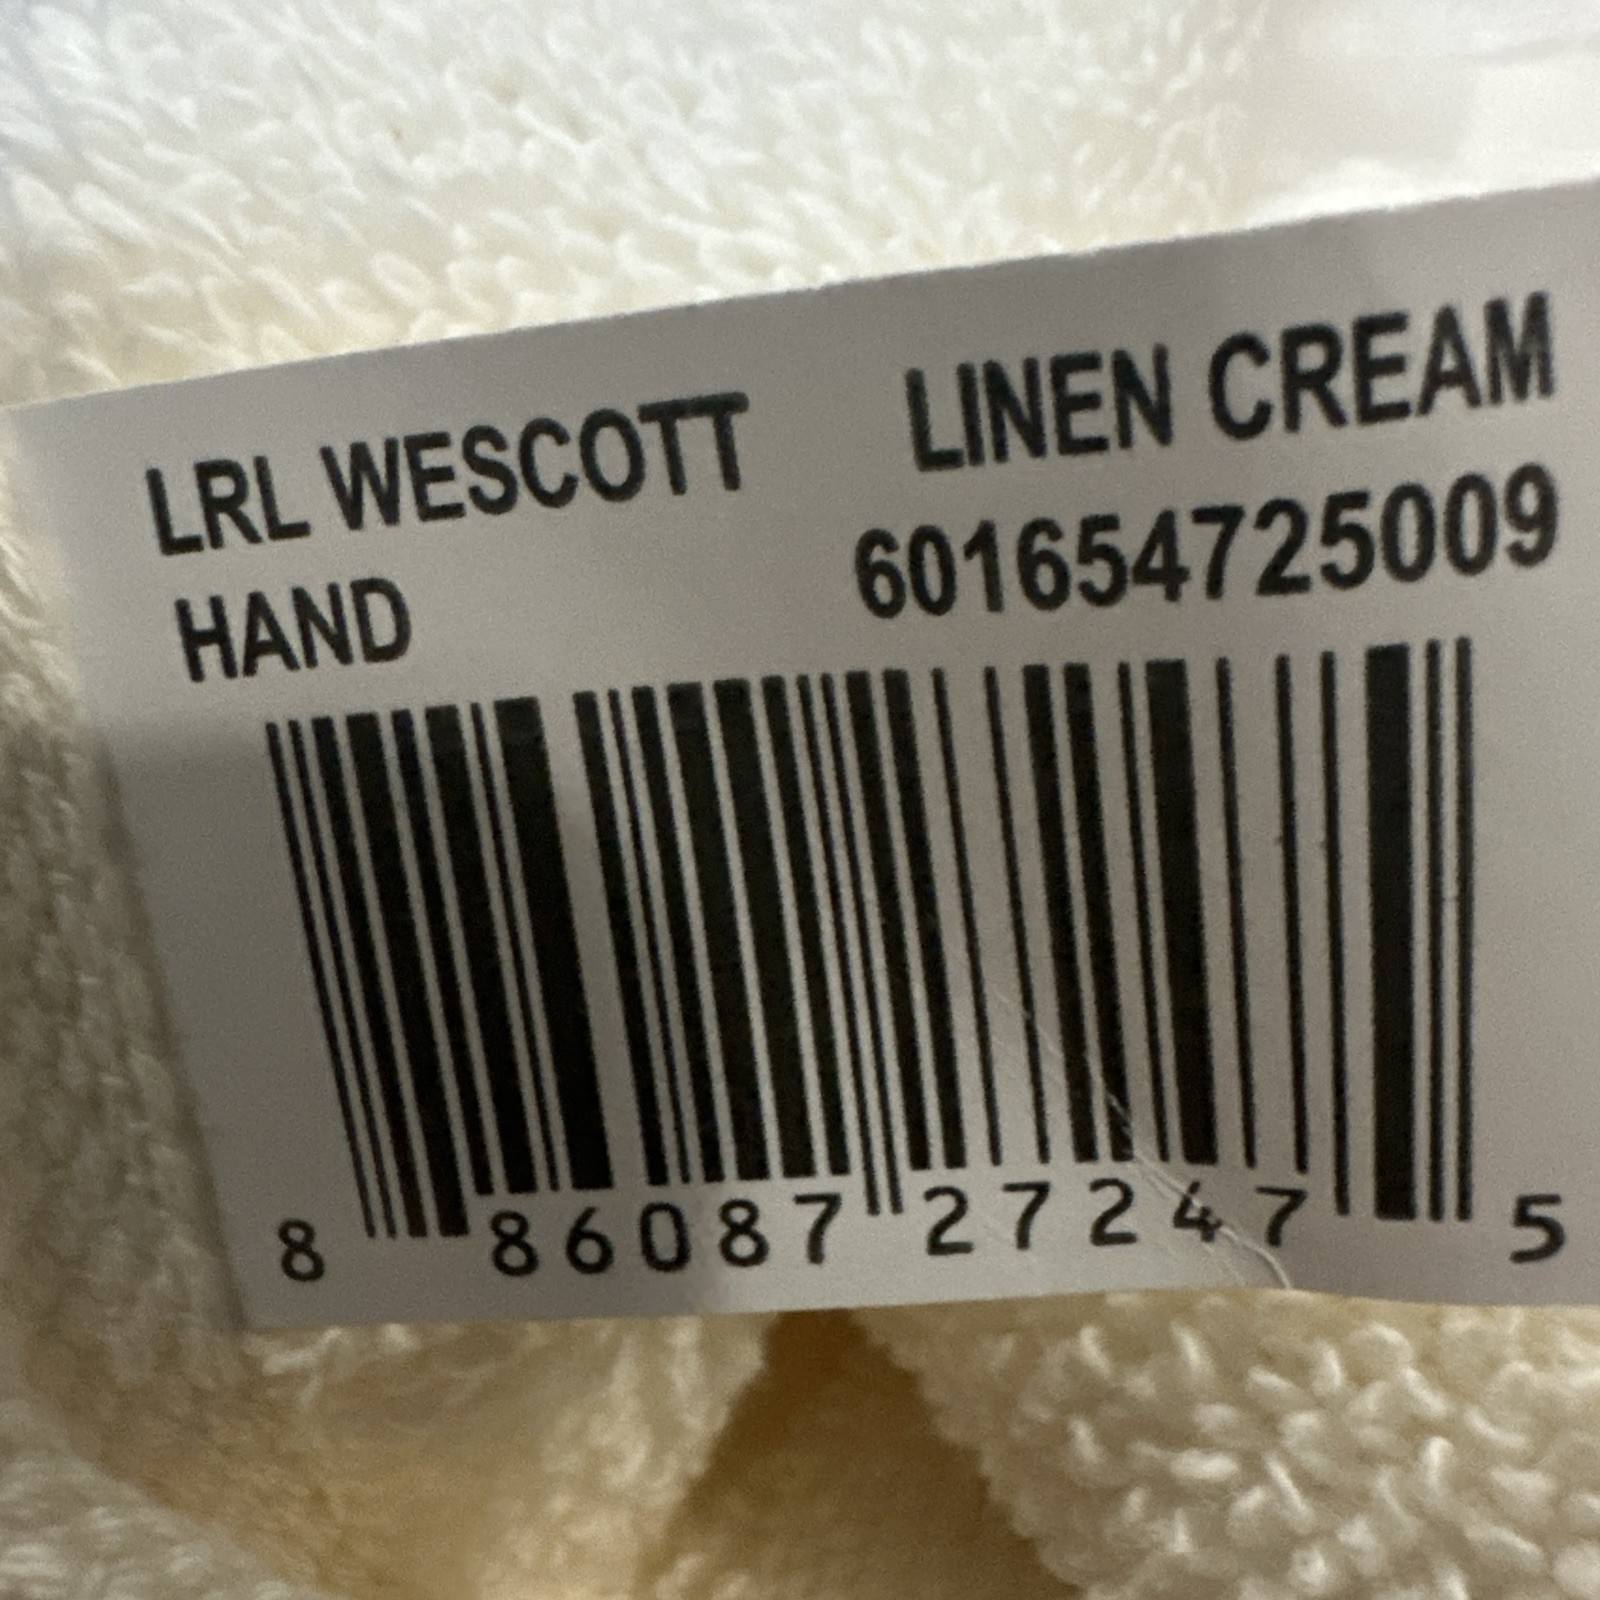 LRL WESCOTT LINEN CREAM
HAND 601654725009
8 86087 27247 5